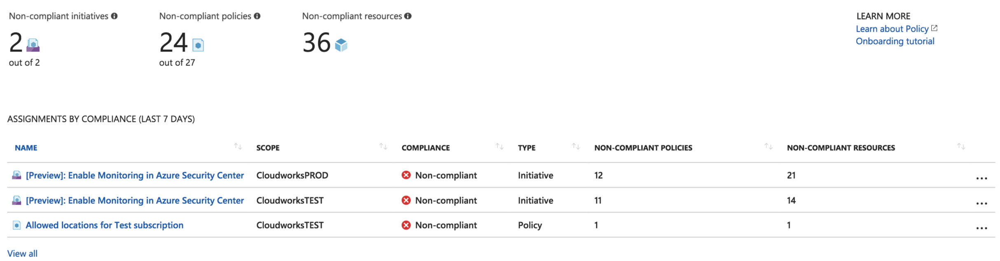 Non-compliant initiatives
Non-compliant policies
Non-compliant resources
LEARN MORE
2
24
36
Learn about Policy
Onboarding tutorial
out of 2
out of 27
ASSIGNMENTS BY COMPLIANCE (LAST 7 DAYS)
NAME SCOPE COMPLIANCE TYPE NON-COMPLIANT POLICIES NON-COMPLIANT RESOURCES
[Preview]: Enable Monitoring in Azure Security Center CloudworksPROD Non-compliant Initiative 12 21 ...
[Preview]: Enable Monitoring in Azure Security Center CloudworksTEST Non-compliant Initiative 11 14 ...
Allowed locations for Test subscription CloudworksTEST Non-compliant Policy 1 1 ...
View all